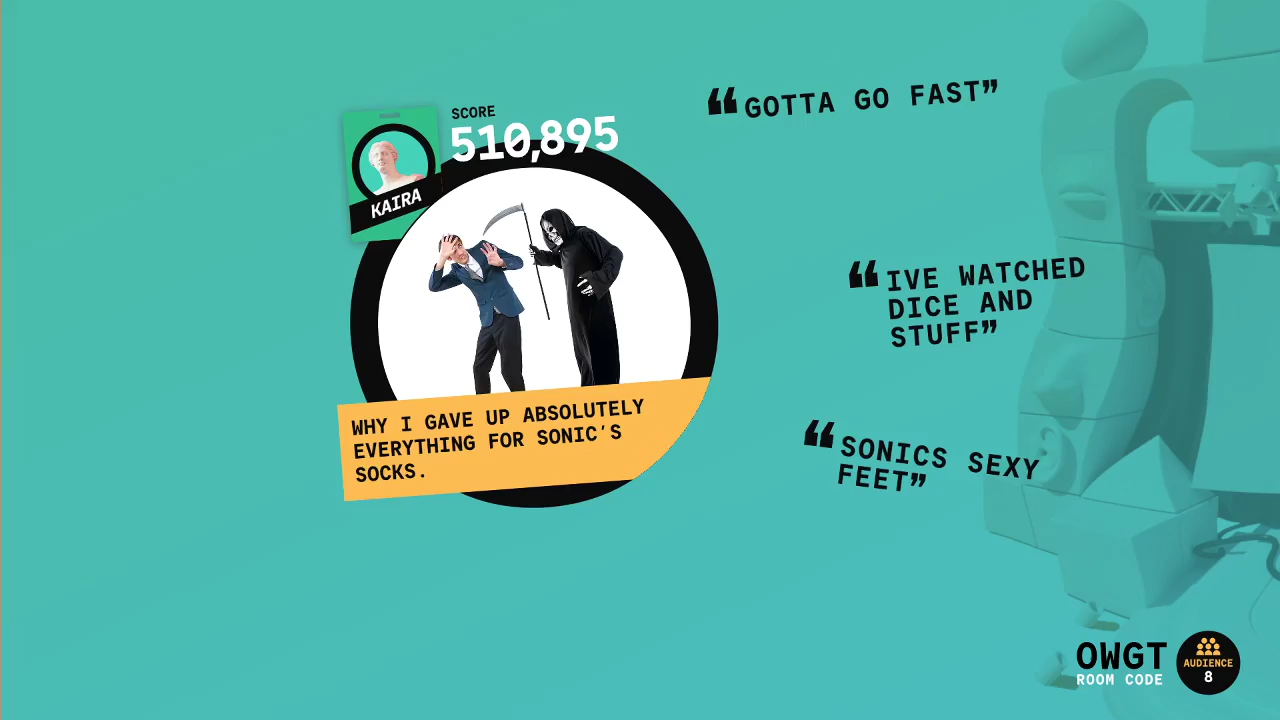 SCORE
510,895
KAIRA
WHY I GAVE UP ABSOLUTELY
EVERYTHING FOR SONIC'S
SOCKS.
❝GOTTA GO FAST❞
❝IVE WATCHED
DICE AND
STUFF❞
❝SONICS SEXY
FEET❞
OWGT
ROOM CODE
AUDIENCE
8